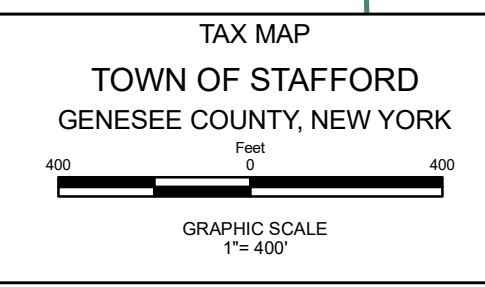 TAX MAP
TOWN OF STAFFORD
GENESEE COUNTY, NEW YORK
Feet
400 0 400
GRAPHIC SCALE
1"= 400'